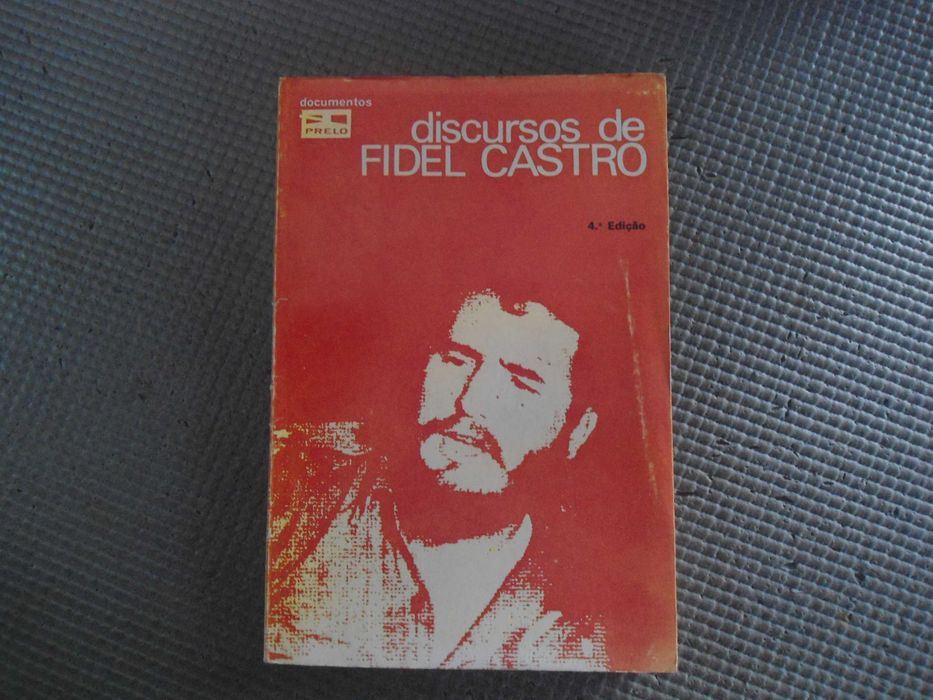 documentos
PRELO
discursos de
FIDEL CASTRO
4.ª Edição